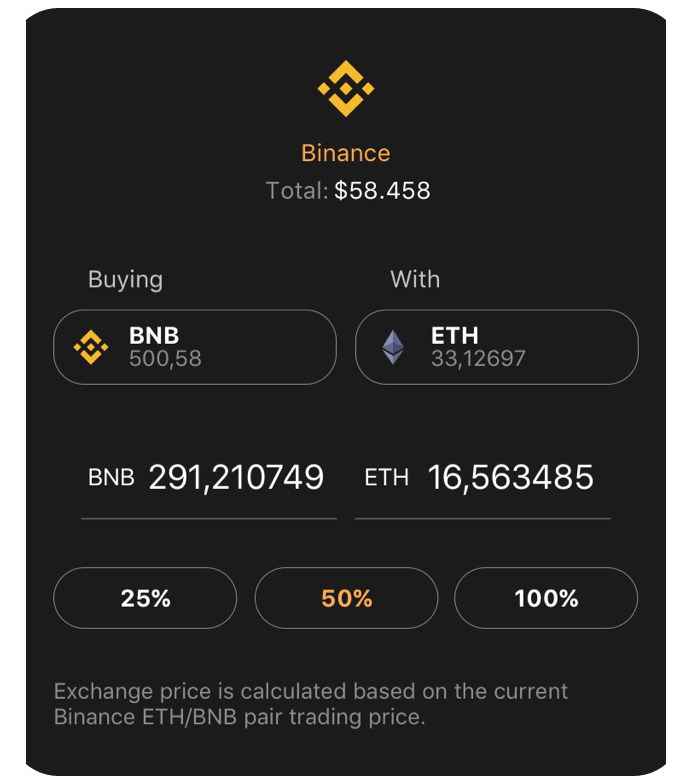 Binance
Total: $58.458
Buying
With
BNB
500,58
ETH
33,12697
BNB 291,210749
ETH 16,563485
25%
50%
100%
Exchange price is calculated based on the current
Binance ETH/BNB pair trading price.